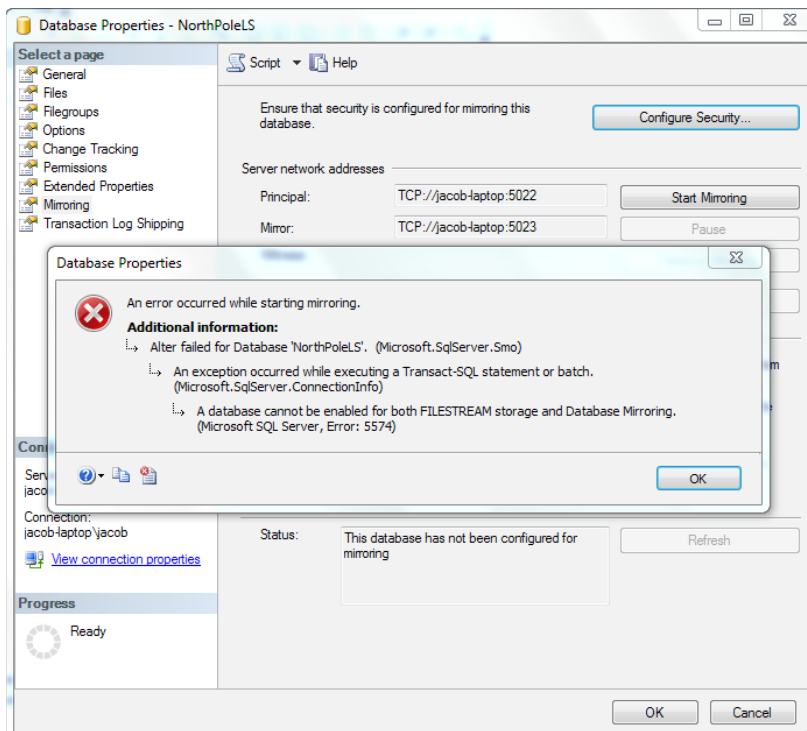 Database Properties - NorthPoleLS
Select a page
General
Files
Filegroups
Options
Change Tracking
Permissions
Extended Properties
Mirroring
Transaction Log Shipping
Script
Help
Ensure that security is configured for mirroring this
database.
Configure Security...
Server network addresses
Principal:
TCP://jacob-laptop:5022
Start Mirroring
Mirror:
TCP://jacob-laptop:5023
Pause
Database Properties
An error occurred while starting mirroring.
Additional information:
Alter failed for Database 'NorthPoleLS'. (Microsoft.SqlServer.Smo)
An exception occurred while executing a Transact-SQL statement or batch.
(Microsoft.SqlServer.ConnectionInfo)
A database cannot be enabled for both FILESTREAM storage and Database Mirroring.
(Microsoft SQL Server, Error: 5574)
OK
Connection:
jacob-laptop\jacob
View connection properties
Progress
Ready
Status:
This database has not been configured for
mirroring
Refresh
OK
Cancel